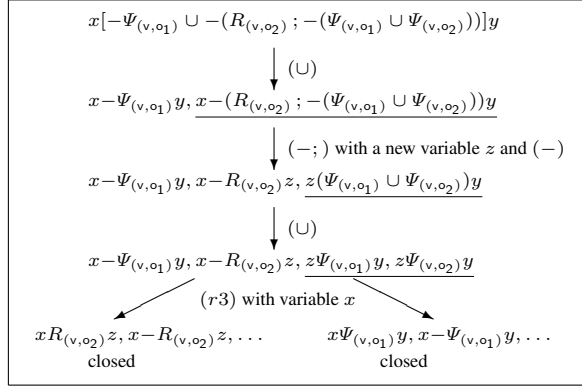 x[−Ψ(v,o₁) ∪ −(R(v,o₂) ; −(Ψ(v,o₁) ∪ Ψ(v,o₂)))]y
(∪)
x−Ψ(v,o₁)y, x−(R(v,o₂) ; −(Ψ(v,o₁) ∪ Ψ(v,o₂))y
(−;) with a new variable z and (−)
x−Ψ(v,o₁)y, x−R(v,o₂)z, z(Ψ(v,o₁) ∪ Ψ(v,o₂))y
(∪)
x−Ψ(v,o₁)y, x−R(v,o₂)z, zΨ(v,o₁)y, zΨ(v,o₂)y
(r3) with variable x
xR(v,o₂)z, x−R(v,o₂)z, ... xΨ(v,o₁)y, x−Ψ(v,o₁)y, ...
closed closed